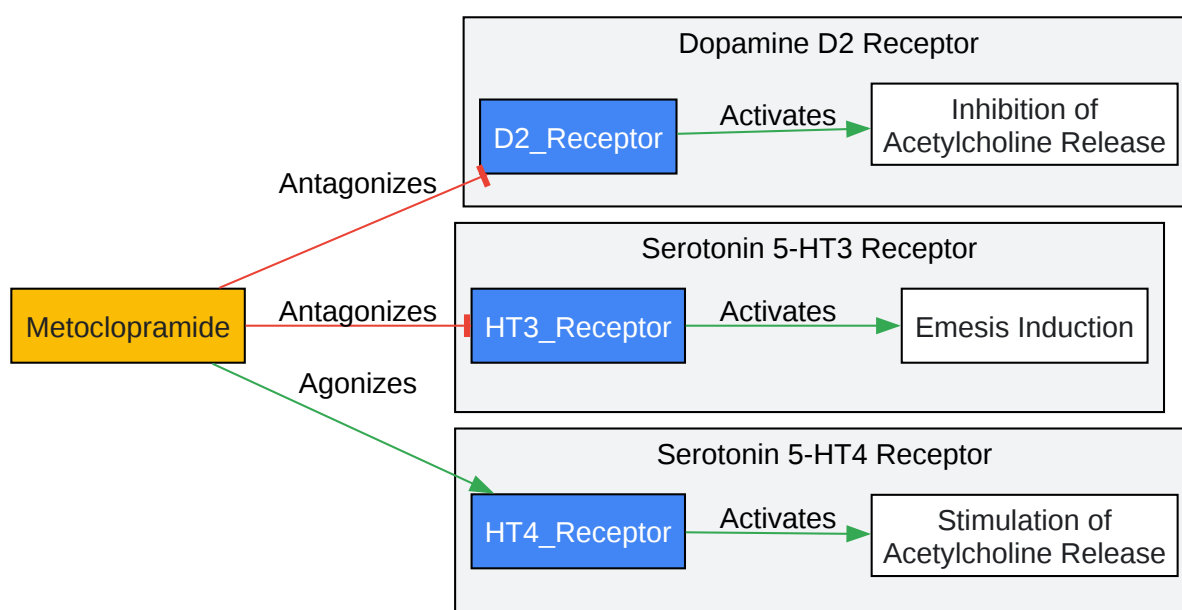 Dopamine D2 Receptor
Activates
Inhibition of
Acetylcholine Release
D2_Receptor
Antagonizes
Serotonin 5-HT3 Receptor
Metoclopramide
Antagonizes
HT3_Receptor
Activates
Emesis Induction
Agonizes
Serotonin 5-HT4 Receptor
HT4_Receptor
Activates
Stimulation of
Acetylcholine Release